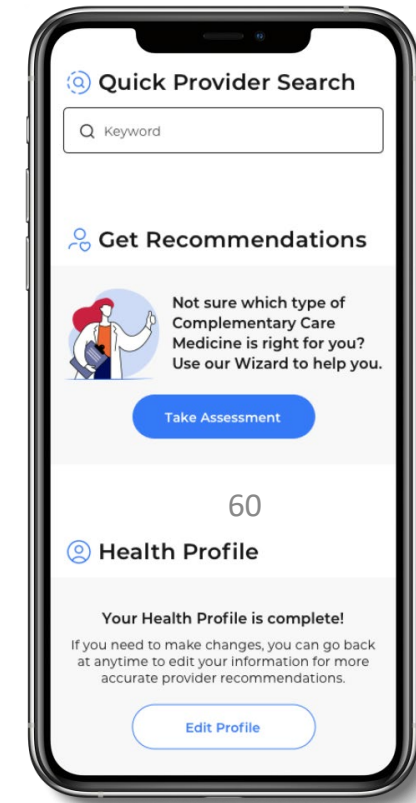 Quick Provider Search
Keyword
Get Recommendations
Not sure which type of
Complementary Care
Medicine is right for you?
Use our Wizard to help you.
Take Assessment
60
Health Profile
Your Health Profile is complete!
If you need to make changes, you can go back
at anytime to edit your information for more
accurate provider recommendations.
Edit Profile